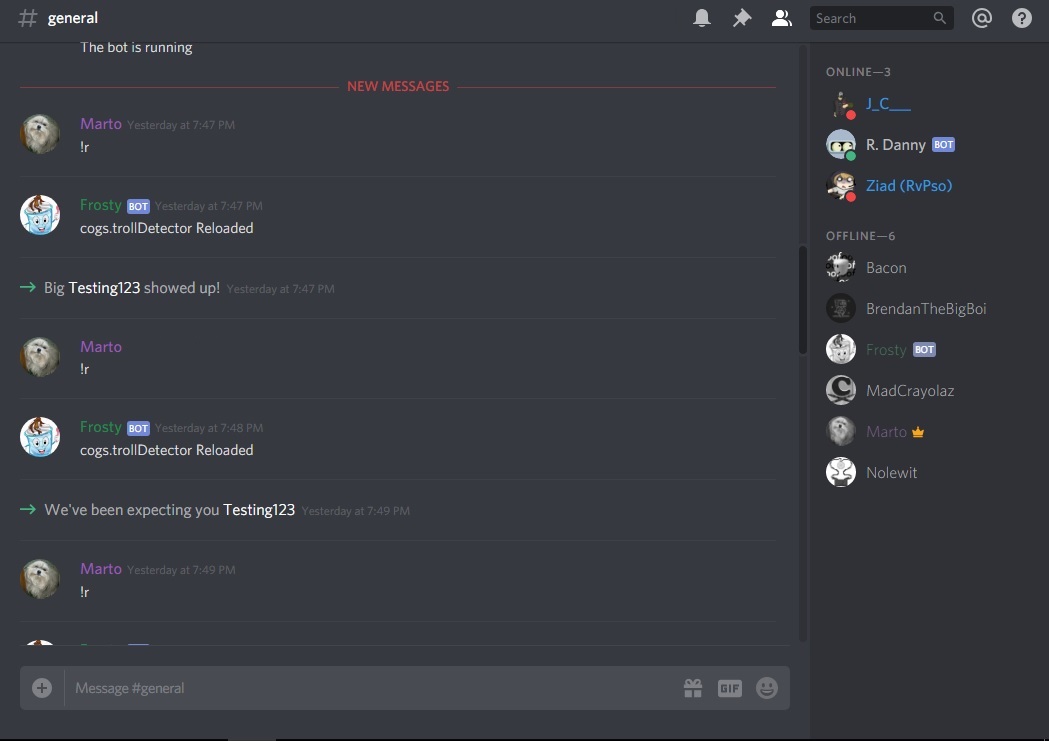 general
Search
The bot is running
NEW MESSAGES
Marto Yesterday at 7:47 PM
!r
Frosty BOT Yesterday at 7:47 PM
cogs.trollDetector Reloaded
Big Testing123 showed up! Yesterday at 7:47 PM
Marto
!r
Frosty BOT Yesterday at 7:48 PM
cogs.trollDetector Reloaded
We've been expecting you Testing123 Yesterday at 7:49 PM
Marto Yesterday at 7:49 PM
!r
Message #general
GIF
ONLINE—3
J_C___
R. Danny BOT
Ziad (RvPso)
OFFLINE—6
Bacon
BrendanTheBigBoi
Frosty BOT
MadCrayolaz
Marto
Nolewit